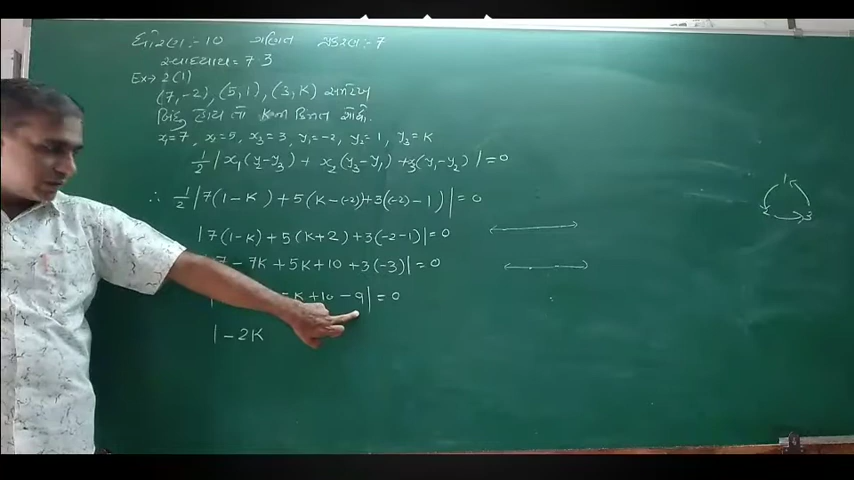 ધોરણ :- 10 ગણિત પ્રકરણ :- 7
સ્વાધ્યાય = 7.3
Ex → 2(1)
(7,-2), (5,1), (3,K) સમરેખ
બિંદુ હોય તો K ની કિંમત શોધો.
x₁=7, x₂=5, x₃=3, y₁=-2, y₂=1, y₃=K
1/2 | x₁(y₂-y₃) + x₂(y₃-y₁) + x₃(y₁-y₂) | = 0
∴ 1/2 | 7(1-K) + 5(K-(-2)) + 3((-2)-1) | = 0
| 7(1-K) + 5(K+2) + 3(-2-1) | = 0
7 - 7K + 5K + 10 + 3(-3) | = 0
K + 10 - 9 | = 0
| -2K
1
2 3